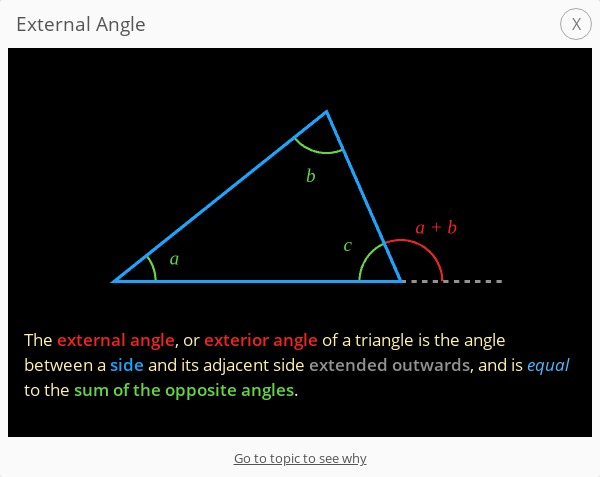 External Angle
X
b
a + b
c
a
The external angle, or exterior angle of a triangle is the angle
between a side and its adjacent side extended outwards, and is equal
to the sum of the opposite angles.
Go to topic to see why